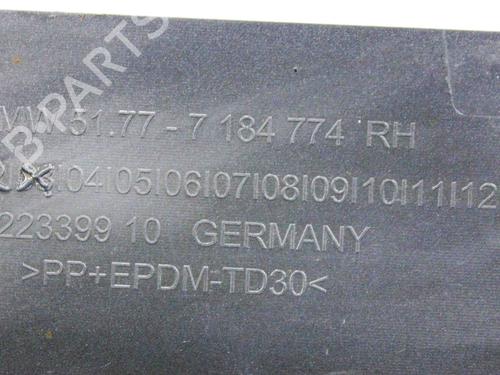 51.77 - 7 184 774 RH
|04|05|06|07|08|09|10|11|12
223399 10 GERMANY
>PP+EPDM-TD30<